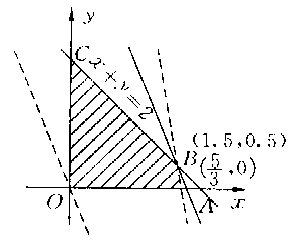 y
C
x+y=2
B
(1.5, 0.5)
(5/3, 0)
O
A
x